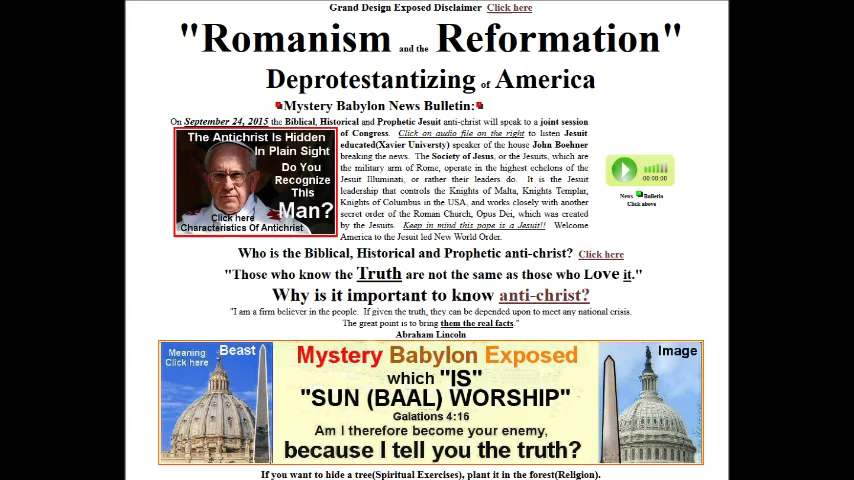 Grand Design Exposed Disclaimer Click here
"Romanism and the Reformation"
Deprotestantizing of America
Mystery Babylon News Bulletin:
On September 24, 2015 the Biblical, Historical and Prophetic Jesuit anti-christ will speak to a joint session
of Congress. Click on audio file on the right to listen Jesuit
educated(Xavier Universty) speaker of the house John Boehner
breaking the news. The Society of Jesus, or the Jesuits, which are
the military arm of Rome, operate in the highest echelons of the
Jesuit Illuminati, or rather their leaders do. It is the Jesuit
leadership that controls the Knights of Malta, Knights Templar,
Knights of Columbus in the USA, and works closely with another
secret order of the Roman Church, Opus Dei, which was created
by the Jesuits. Keep in mind this pope is a Jesuit!! Welcome
America to the Jesuit led New World Order.
The Antichrist Is Hidden
In Plain Sight
Do You
Recognize
This
Man?
Click here
Characteristics Of Antichrist
00:00:00
News Bulletin
Click above
Who is the Biblical, Historical and Prophetic anti-christ? Click here
"Those who know the Truth are not the same as those who Love it."
Why is it important to know anti-christ?
"I am a firm believer in the people. If given the truth, they can be depended upon to meet any national crisis.
The great point is to bring them the real facts."
Abraham Lincoln
Meaning: Beast
Click here
Mystery Babylon Exposed
which "IS"
"SUN (BAAL) WORSHIP"
Galations 4:16
Am I therefore become your enemy,
because I tell you the truth?
Image
If you want to hide a tree(Spiritual Exercises), plant it in the forest(Religion).